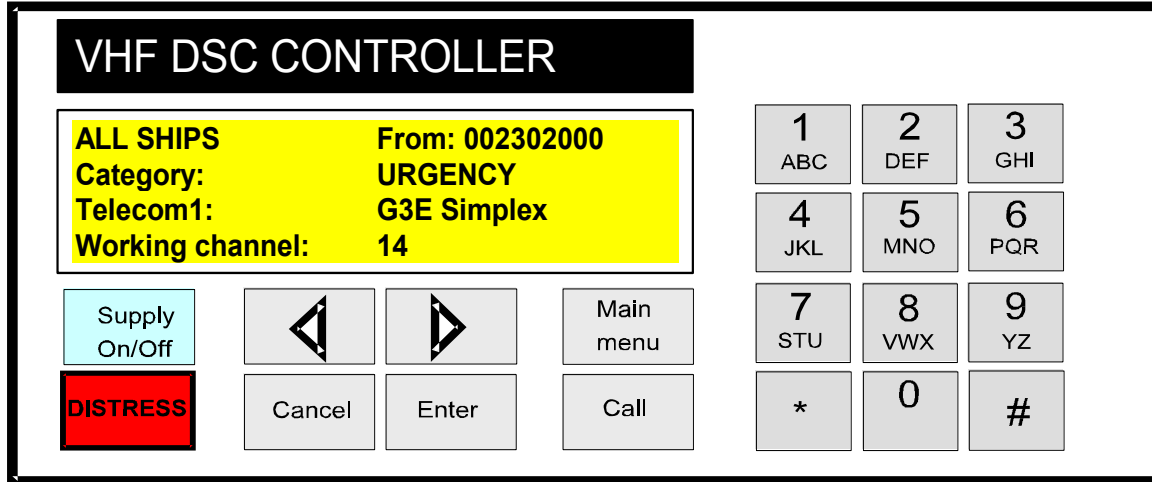 VHF DSC CONTROLLER
ALL SHIPS From: 002302000
Category: URGENCY
Telecom1: G3E Simplex
Working channel: 14
Supply
On/Off
Main
menu
DISTRESS
Cancel
Enter
Call
1
ABC
2
DEF
3
GHI
4
JKL
5
MNO
6
PQR
7
STU
8
VWX
9
YZ
*
0
#